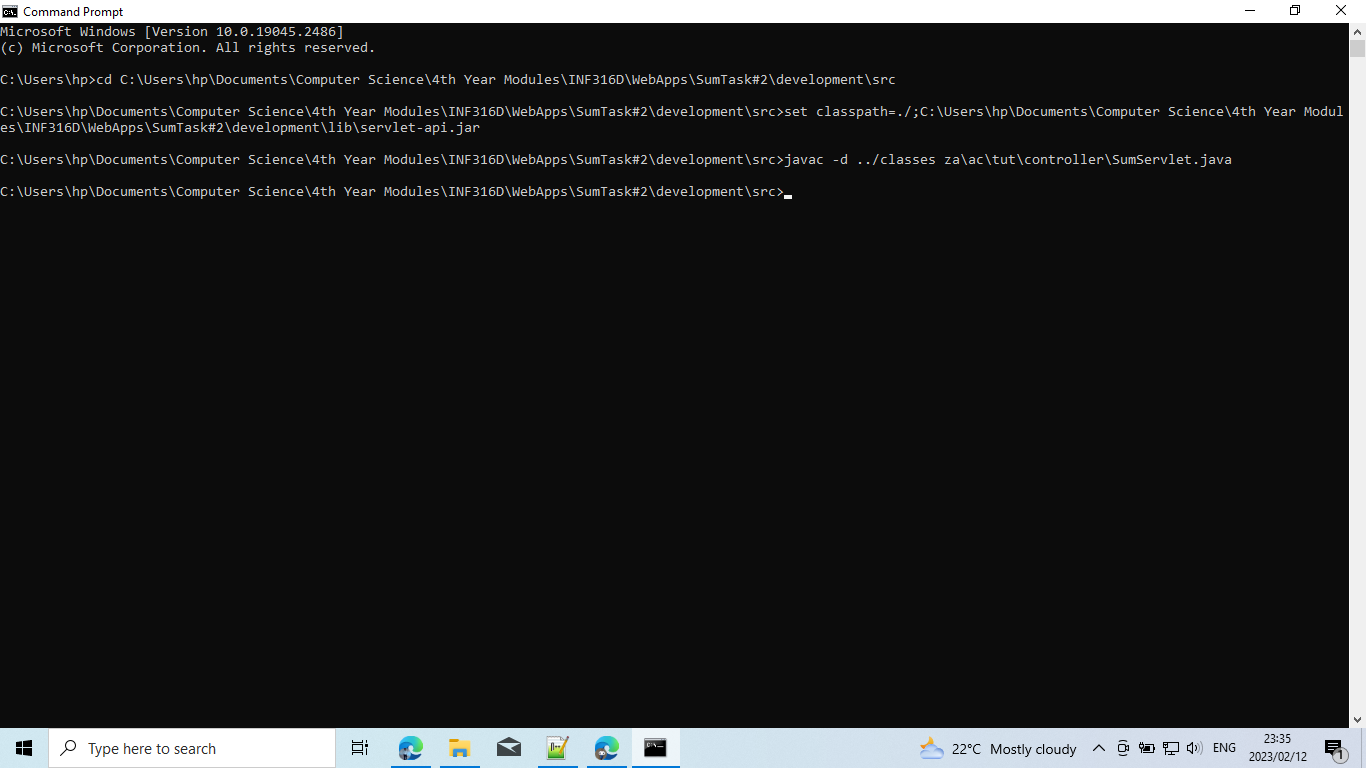 Command Prompt
Microsoft Windows [Version 10.0.19045.2486]
(c) Microsoft Corporation. All rights reserved.
C:\Users\hp>cd C:\Users\hp\Documents\Computer Science\4th Year Modules\INF316D\WebApps\SumTask#2\development\src
C:\Users\hp\Documents\Computer Science\4th Year Modules\INF316D\WebApps\SumTask#2\development\src>set classpath=./;C:\Users\hp\Documents\Computer Science\4th Year Modul
es\INF316D\WebApps\SumTask#2\development\lib\servlet-api.jar
C:\Users\hp\Documents\Computer Science\4th Year Modules\INF316D\WebApps\SumTask#2\development\src>javac -d ../classes za\ac\tut\controller\SumServlet.java
C:\Users\hp\Documents\Computer Science\4th Year Modules\INF316D\WebApps\SumTask#2\development\src>
Type here to search
22°C Mostly cloudy
ENG
23:35
2023/02/12
1